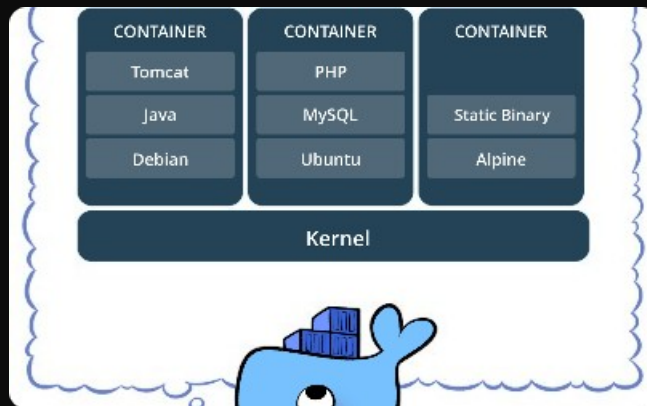 CONTAINER
Tomcat
Java
Debian
CONTAINER
PHP
MySQL
Ubuntu
CONTAINER
Static Binary
Alpine
Kernel